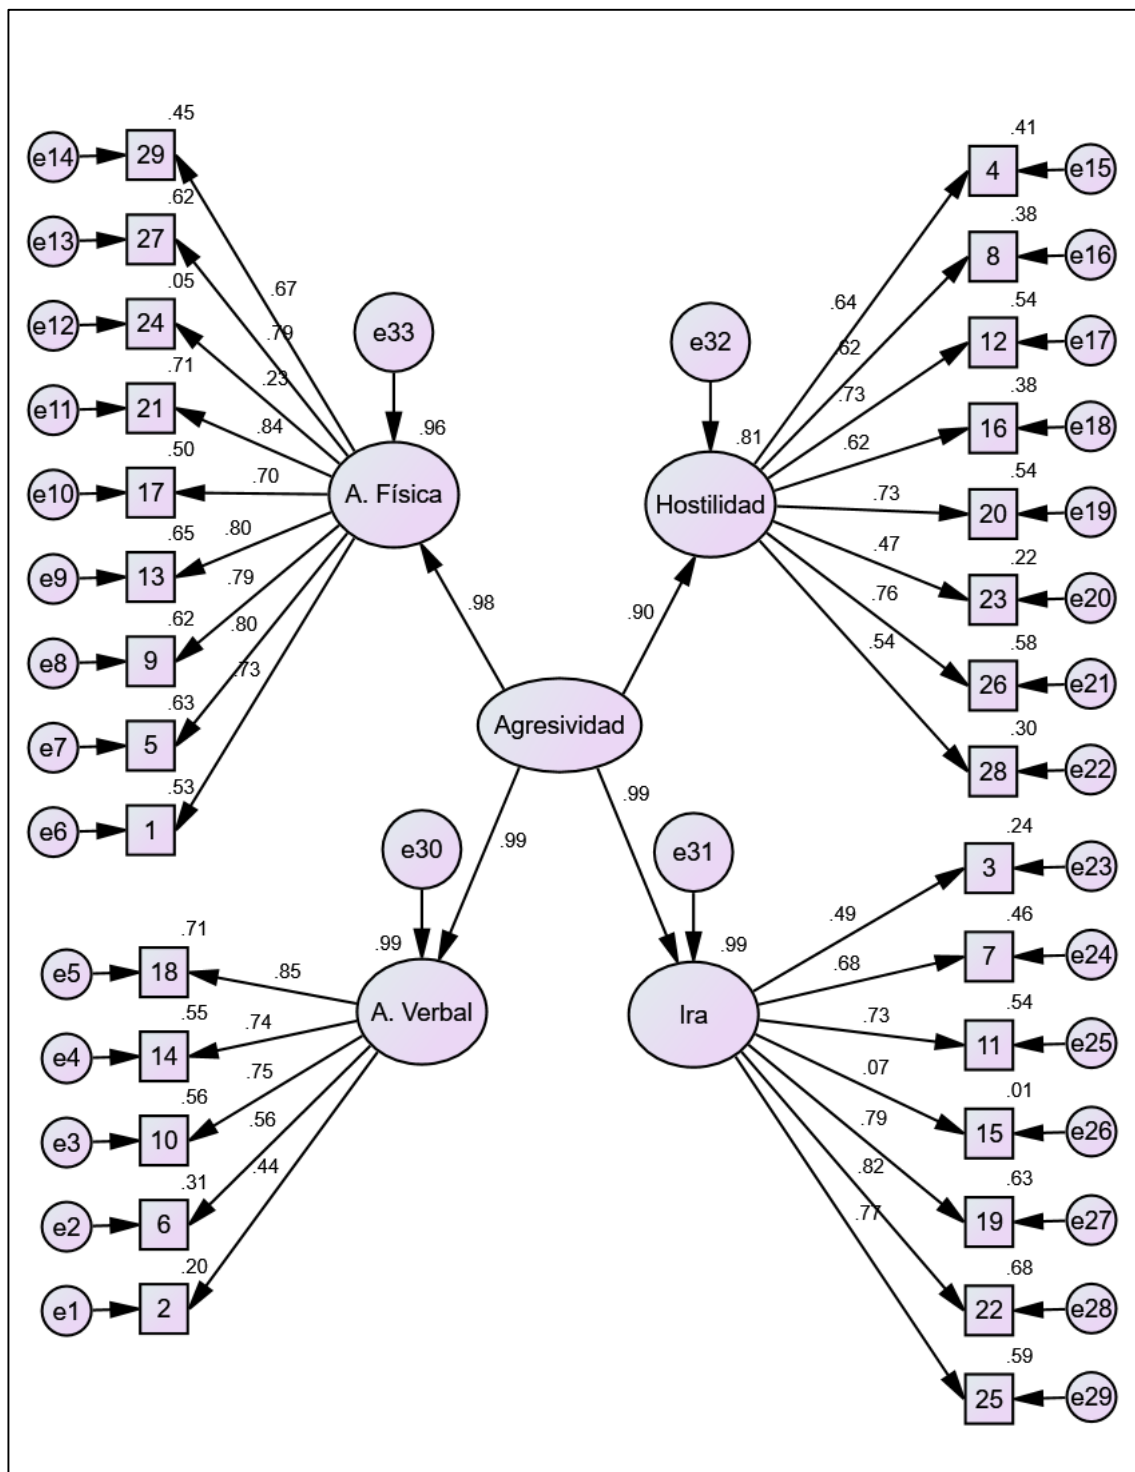 .45
e14 29
.62
e13 27
.05
e12 24
.71
e11 21
.50
e10 17
.65
e9 13
.62
e8 9
.63
e7 5
.53
e6 1
.67
.79
.23
.84
.70
.80
.79
.80
.73
e33
.96
A. Física
.98
.41
4 e15
.38
8 e16
.54
12 e17
.38
16 e18
.54
20 e19
.22
23 e20
.58
26 e21
.30
28 e22
.64
.62
.73
.62
.73
.47
.76
.54
e32
.81
Hostilidad
.90
Agresividad
.99
.99
e30
.99
A. Verbal
.71
e5 18
.55
e4 14
.56
e3 10
.31
e2 6
.20
e1 2
.85
.74
.75
.56
.44
e31
.99
Ira
.49
.68
.73
.07
.79
.82
.77
.24
3 e23
.46
7 e24
.54
11 e25
.01
15 e26
.63
19 e27
.68
22 e28
.59
25 e29